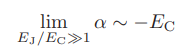 lim α ∼ −E_C
E_J/E_C≫1